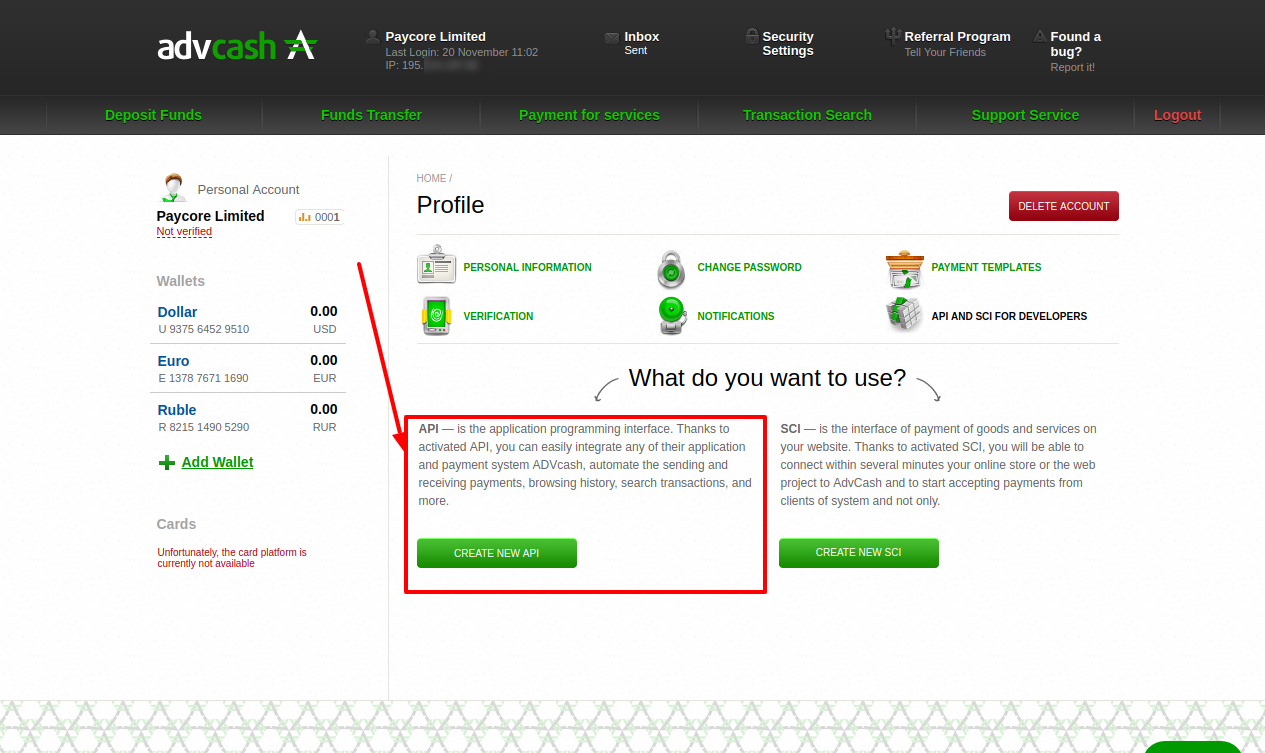 advcash
Paycore Limited
Last Login: 20 November 11:02
IP: 195.
Inbox
Sent
Security
Settings
Referral Program
Tell Your Friends
Found a
bug?
Report it!
Deposit Funds
Funds Transfer
Payment for services
Transaction Search
Support Service
Logout
Personal Account
Paycore Limited
0001
Not verified
Wallets
Dollar 0.00
U 9375 6452 9510 USD
Euro 0.00
E 1378 7671 1690 EUR
Ruble 0.00
R 8215 1490 5290 RUR
Add Wallet
Cards
Unfortunately, the card platform is
currently not available
HOME /
Profile
DELETE ACCOUNT
PERSONAL INFORMATION
CHANGE PASSWORD
PAYMENT TEMPLATES
VERIFICATION
NOTIFICATIONS
API AND SCI FOR DEVELOPERS
What do you want to use?
API — is the application programming interface. Thanks to
activated API, you can easily integrate any of their application
and payment system ADVcash, automate the sending and
receiving payments, browsing history, search transactions, and
more.
CREATE NEW API
SCI — is the interface of payment of goods and services on
your website. Thanks to activated SCI, you will be able to
connect within several minutes your online store or the web
project to AdvCash and to start accepting payments from
clients of system and not only.
CREATE NEW SCI